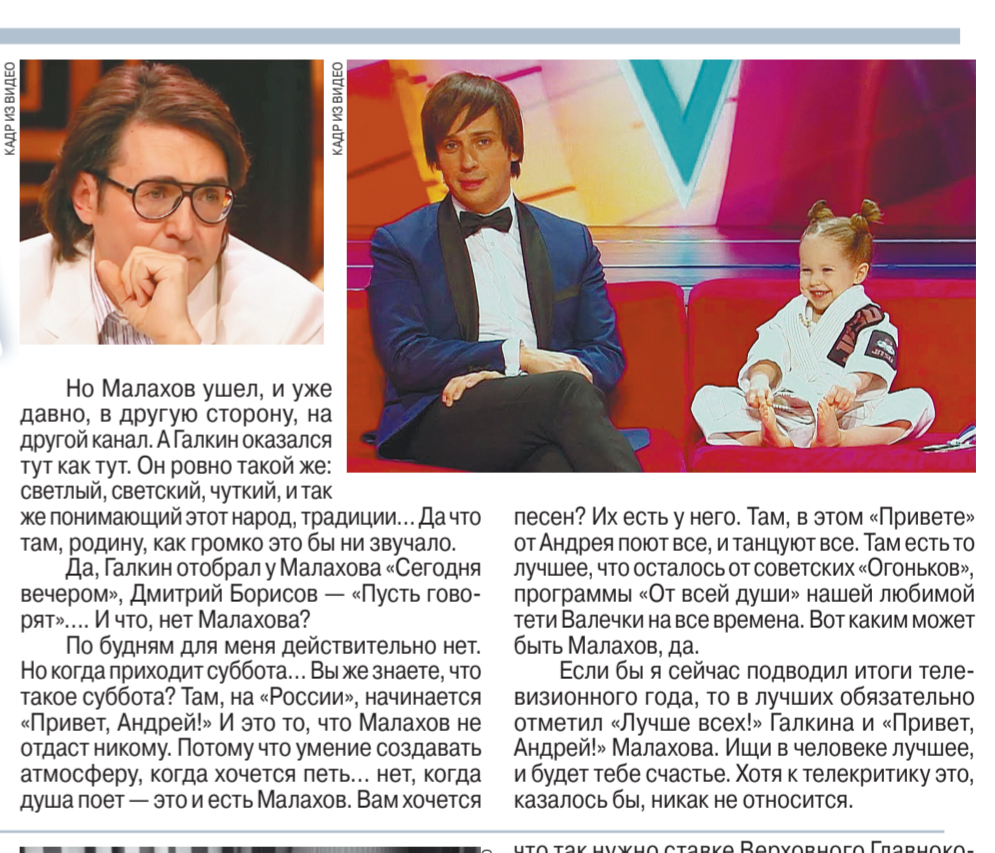 КАДР ИЗ ВИДЕО
КАДР ИЗ ВИДЕО
Но Малахов ушел, и уже
давно, в другую сторону, на
другой канал. А Галкин оказался
тут как тут. Он ровно такой же:
светлый, светский, чуткий, и так
же понимающий этот народ, традиции... Да что
там, родину, как громко это бы ни звучало.
Да, Галкин отобрал у Малахова «Сегодня
вечером», Дмитрий Борисов — «Пусть гово-
рят».... И что, нет Малахова?
По будням для меня действительно нет.
Но когда приходит суббота... Вы же знаете, что
такое суббота? Там, на «России», начинается
«Привет, Андрей!» И это то, что Малахов не
отдаст никому. Потому что умение создавать
атмосферу, когда хочется петь... нет, когда
душа поет — это и есть Малахов. Вам хочется
песен? Их есть у него. Там, в этом «Привете»
от Андрея поют все, и танцуют все. Там есть то
лучшее, что осталось от советских «Огоньков»,
программы «От всей души» нашей любимой
тети Валечки на все времена. Вот каким может
быть Малахов, да.
Если бы я сейчас подводил итоги теле-
визионного года, то в лучших обязательно
отметил «Лучше всех!» Галкина и «Привет,
Андрей!» Малахова. Ищи в человеке лучшее,
и будет тебе счастье. Хотя к телекритику это,
казалось бы, никак не относится.
что так нужно ставке Верховного Главноко-